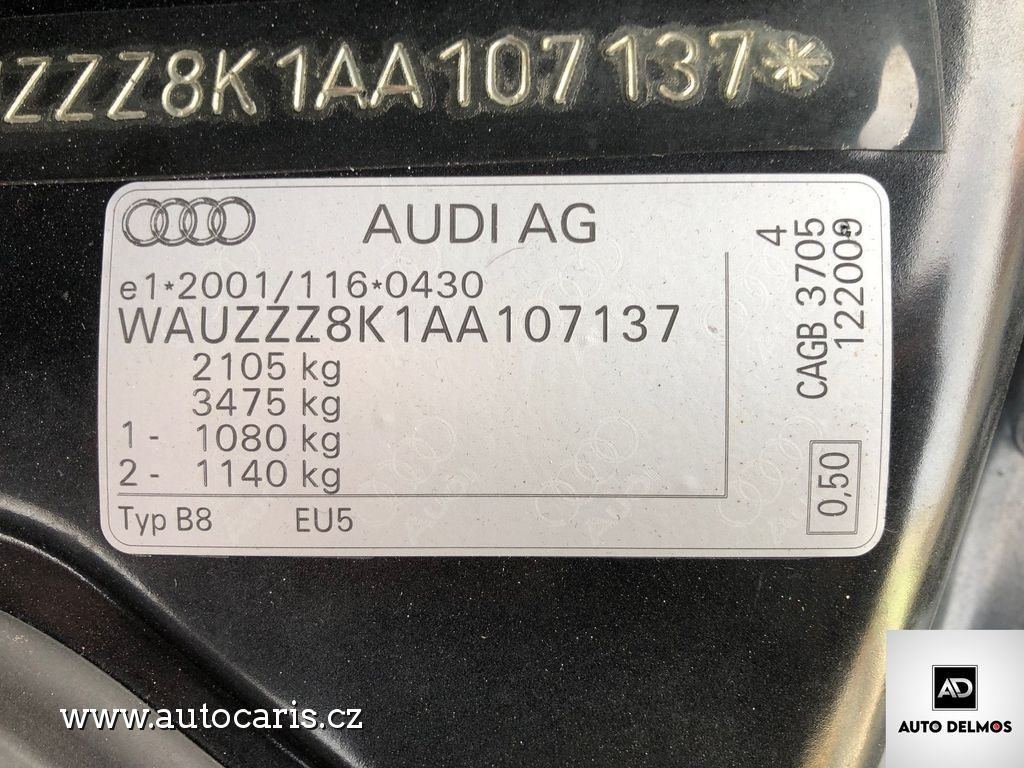 ZZZ8K1AA107137*
AUDI AG
e1*2001/116*0430
WAUZZZ8K1AA107137
2105 kg
3475 kg
1 - 1080 kg
2 - 1140 kg
Typ B8 EU5
4
CAGB 3705
122009
0,50
www.autocaris.cz
AD
AUTO DELMOS